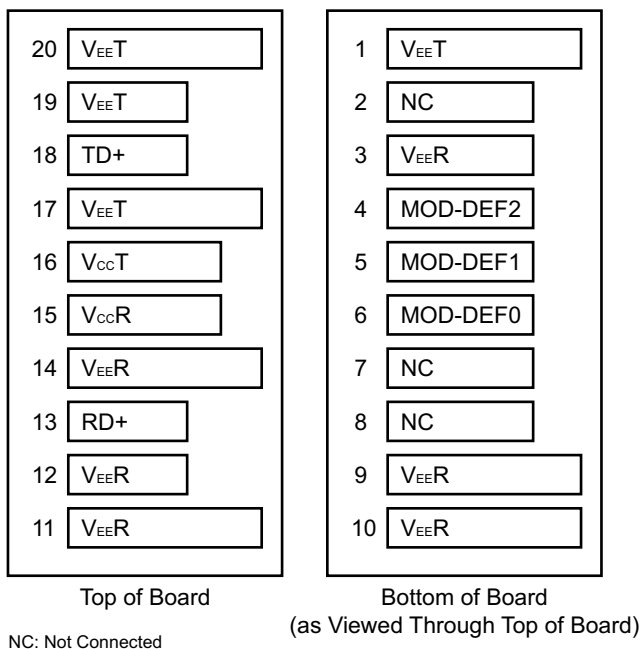 20 VEET
19 VEET
18 TD+
17 VEET
16 VccT
15 VccR
14 VEER
13 RD+
12 VEER
11 VEER
Top of Board
1 VEET
2 NC
3 VEER
4 MOD-DEF2
5 MOD-DEF1
6 MOD-DEF0
7 NC
8 NC
9 VEER
10 VEER
Bottom of Board
(as Viewed Through Top of Board)
NC: Not Connected